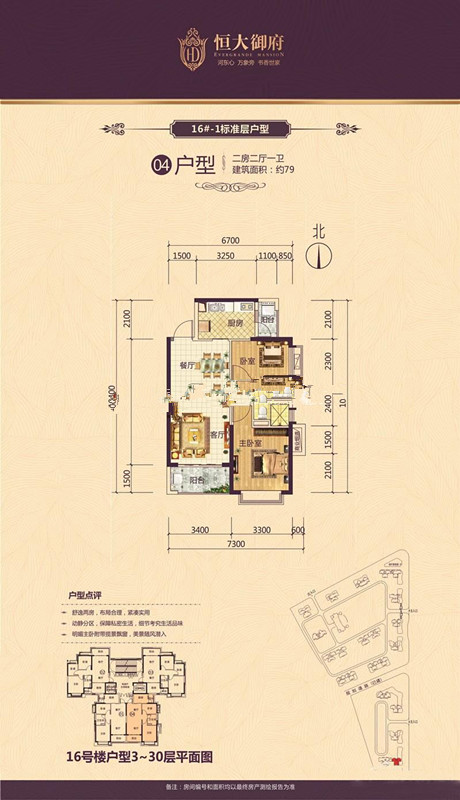 恒大御府
EVERGRANDE MANSION
河东心 万象旁 书香世家
16#-1标准层户型
04 户型
二房二厅一卫
建筑面积：约79
北
6700
1500 3250 1100 850
2100
2100
厨房
阳台
餐厅
卧室
2300
2400
10
1500
客厅
主卧室
1500
2100
阳台
3400 3300 600
7300
户型点评
舒逸两房，布局合理，紧凑实用
动静分区，保障私密生活，细节考究生活品味
明媚主卧附带揽景飘窗，美景随风潜入
16号楼户型3~30层平面图
备注：房间编号和面积均以最终房产测绘报告为准